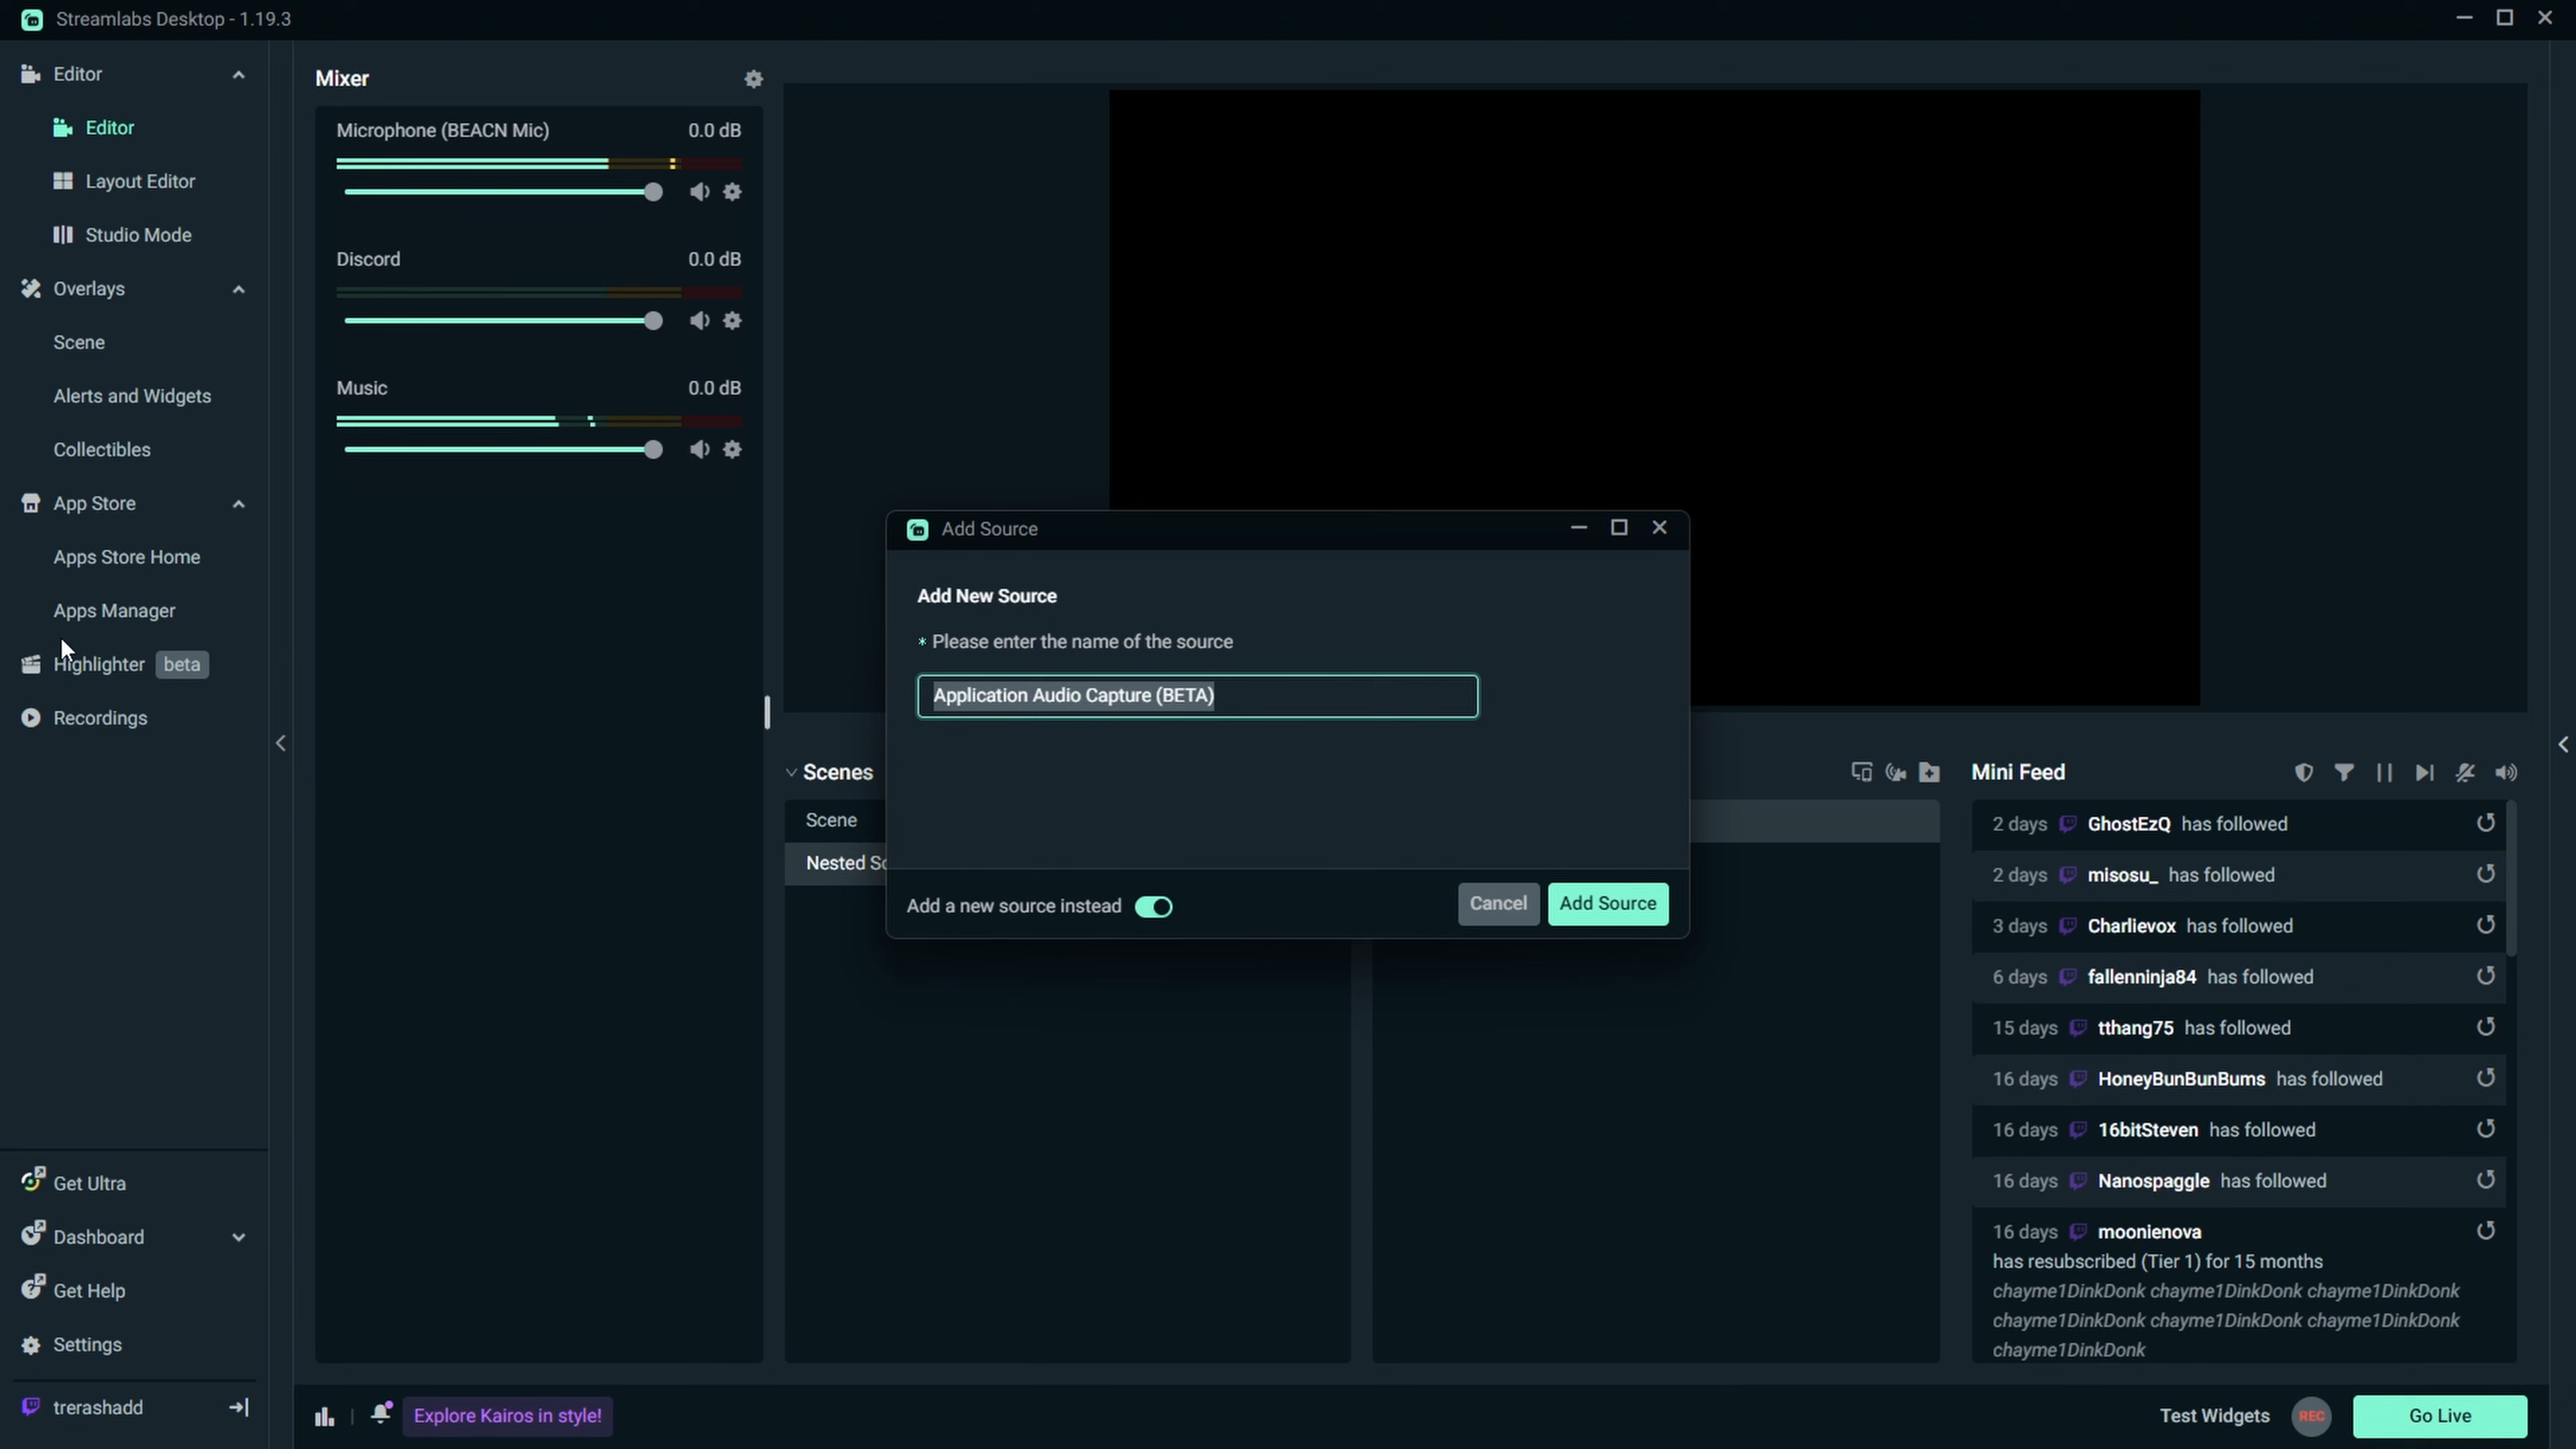 Streamlabs Desktop - 1.19.3
Editor
Editor
Layout Editor
Studio Mode
Overlays
Scene
Alerts and Widgets
Collectibles
App Store
Apps Store Home
Apps Manager
Highlighter beta
Recordings
Get Ultra
Dashboard
Get Help
Settings
trerashadd
Mixer
Microphone (BEACN Mic) 0.0 dB
Discord 0.0 dB
Music 0.0 dB
Add Source
Add New Source
* Please enter the name of the source
Application Audio Capture (BETA)
Add a new source instead
Cancel
Add Source
Scenes
Scene
Nested
Mini Feed
2 days GhostEzQ has followed
2 days misosu_ has followed
3 days Charlievox has followed
6 days fallenninja84 has followed
15 days tthang75 has followed
16 days HoneyBunBunBums has followed
16 days 16bitSteven has followed
16 days Nanospaggle has followed
16 days moonienova
has resubscribed (Tier 1) for 15 months
chayme1DinkDonk chayme1DinkDonk chayme1DinkDonk
chayme1DinkDonk chayme1DinkDonk chayme1DinkDonk
chayme1DinkDonk
Explore Kairos in style!
Test Widgets
REC
Go Live